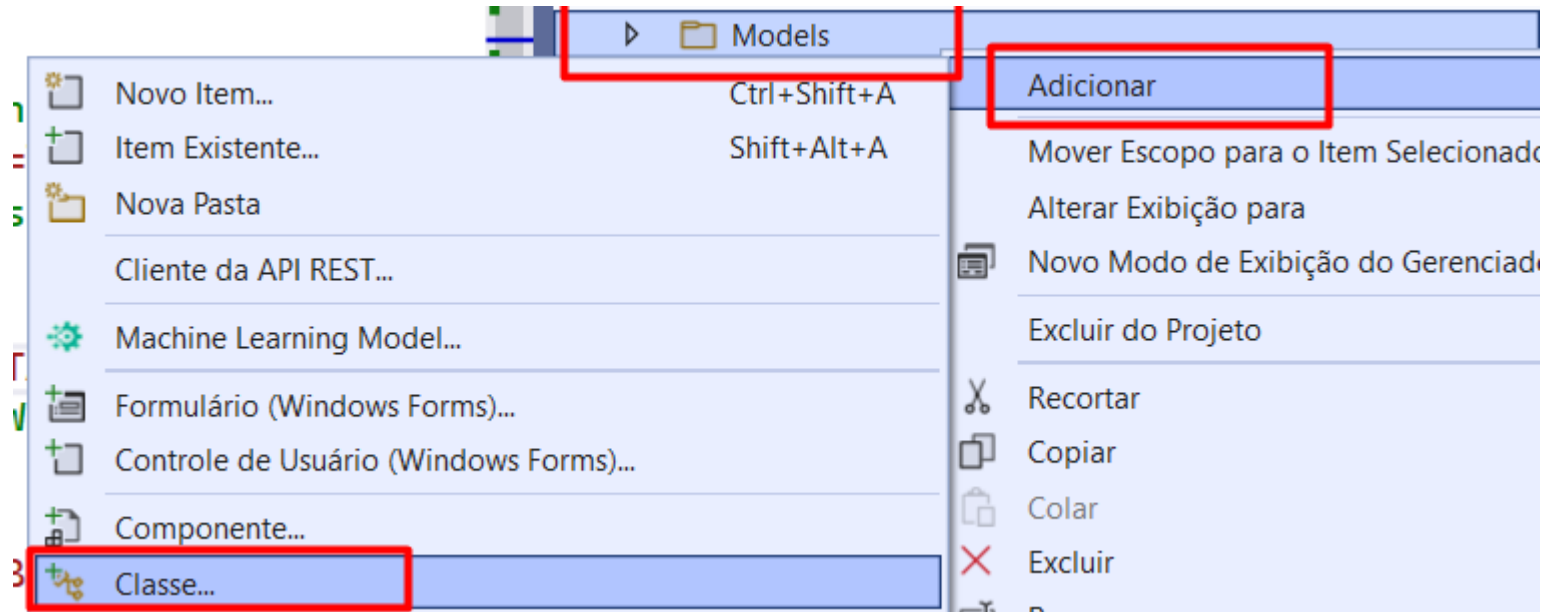 Models
Novo Item... Ctrl+Shift+A
Item Existente... Shift+Alt+A
Nova Pasta
Cliente da API REST...
Machine Learning Model...
Formulário (Windows Forms)...
Controle de Usuário (Windows Forms)...
Componente...
Classe...
Adicionar
Mover Escopo para o Item Selecionado
Alterar Exibição para
Novo Modo de Exibição do
Excluir do Projeto
Recortar
Copiar
Colar
Excluir